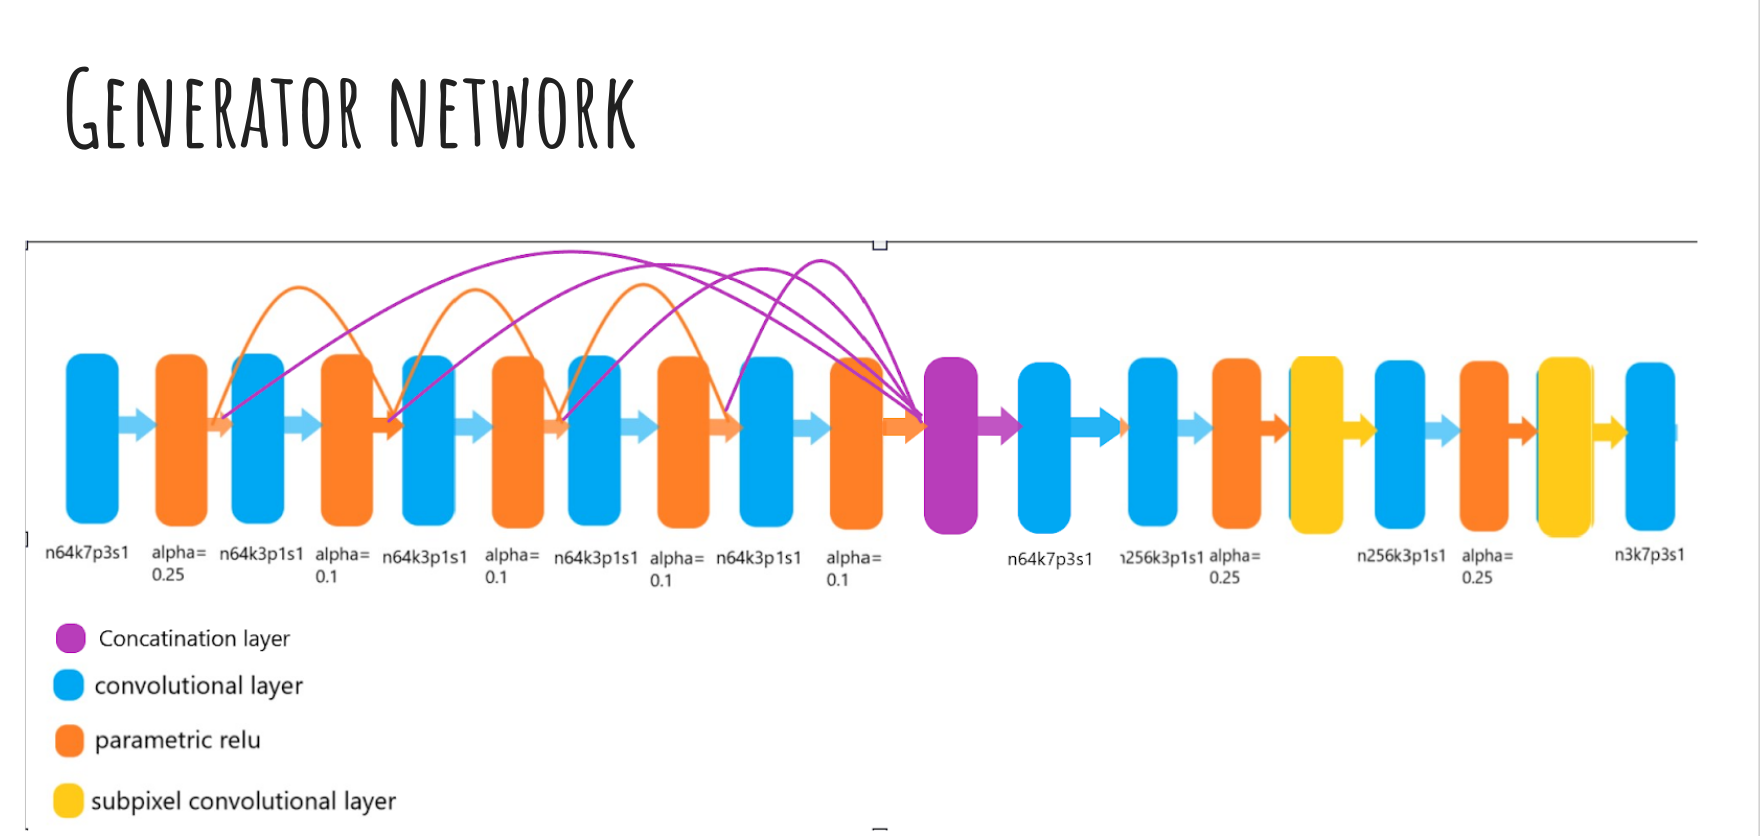 GENERATOR NETWORK
n64k7p3s1
alpha=
0.25
n64k3p1s1
alpha=
0.1
n64k3p1s1
alpha=
0.1
n64k3p1s1
alpha=
0.1
n64k3p1s1
alpha=
0.1
n64k7p3s1
n256k3p1s1
alpha=
0.25
n256k3p1s1
alpha=
0.25
n3k7p3s1
Concatination layer
convolutional layer
parametric relu
subpixel convolutional layer